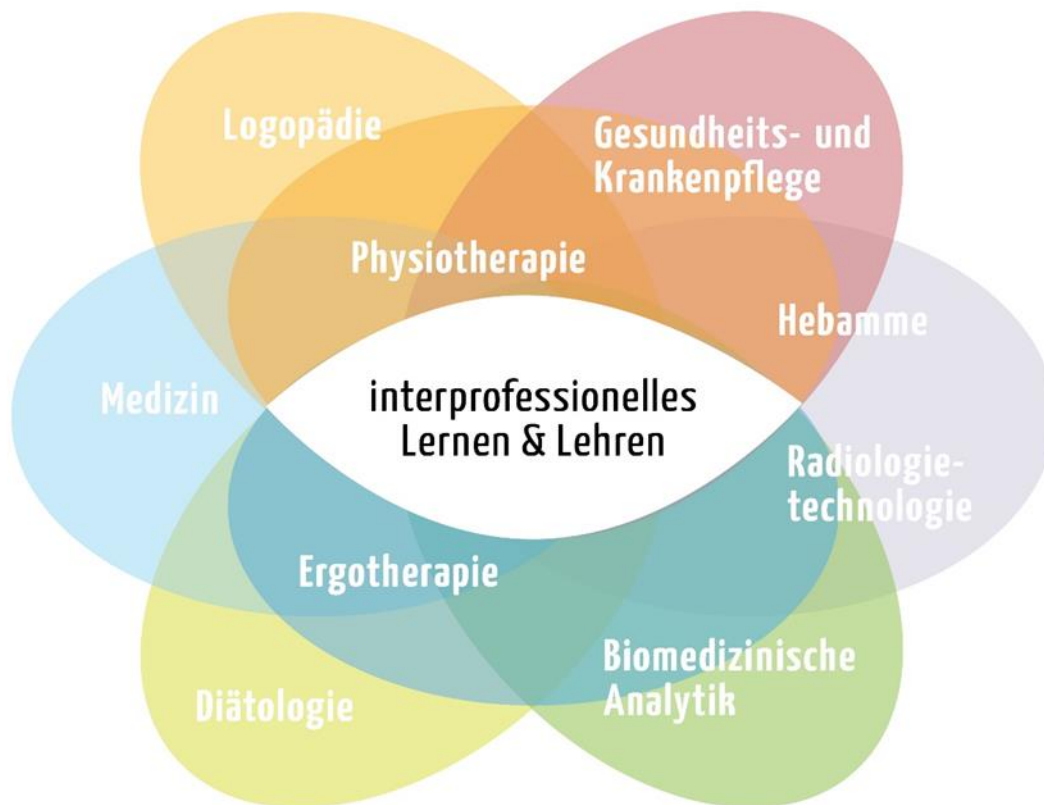 Logopädie
Gesundheits- und
Krankenpflege
Physiotherapie
Hebamme
Medizin
interprofessionelles
Lernen & Lehren
Radiologie-
technologie
Ergotherapie
Biomedizinische
Analytik
Diätologie